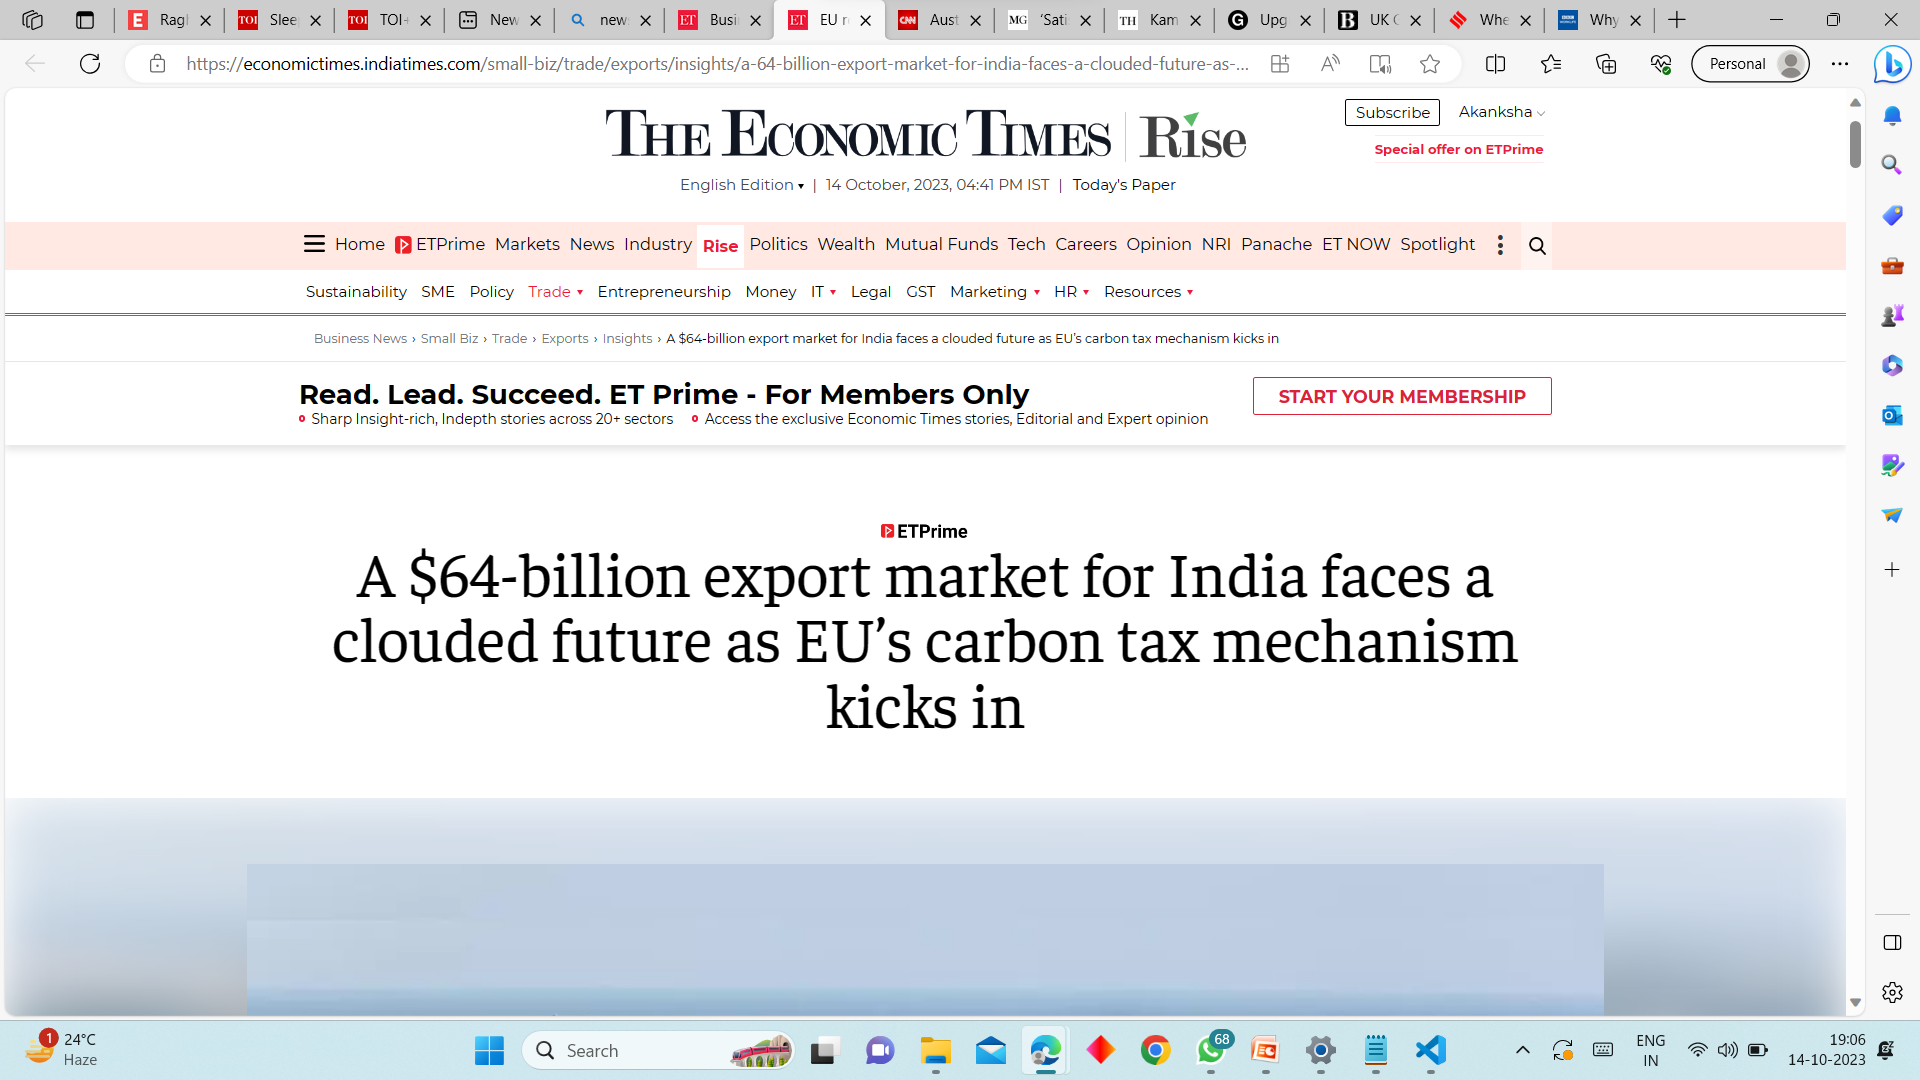 Ragl
Slee
TOI+
New
new
Busi
EU r
Aust
'Sati
Kam
Upg
UK C
Whe
Why
https://economictimes.indiatimes.com/small-biz/trade/exports/insights/a-64-billion-export-market-for-india-faces-a-clouded-future-as-...
Personal
THE ECONOMIC TIMES | Rise
Subscribe Akanksha
Special offer on ETPrime
English Edition | 14 October, 2023, 04:41 PM IST | Today's Paper
Home ETPrime Markets News Industry Rise Politics Wealth Mutual Funds Tech Careers Opinion NRI Panache ET NOW Spotlight
Sustainability SME Policy Trade Entrepreneurship Money IT Legal GST Marketing HR Resources
Business News › Small Biz › Trade › Exports › Insights › A $64-billion export market for India faces a clouded future as EU's carbon tax mechanism kicks in
Read. Lead. Succeed. ET Prime - For Members Only
Sharp Insight-rich, Indepth stories across 20+ sectors Access the exclusive Economic Times stories, Editorial and Expert opinion
START YOUR MEMBERSHIP
ETPrime
A $64-billion export market for India faces a
clouded future as EU's carbon tax mechanism
kicks in
1
24°C
Haze
Search
68
ENG
IN
19:06
14-10-2023